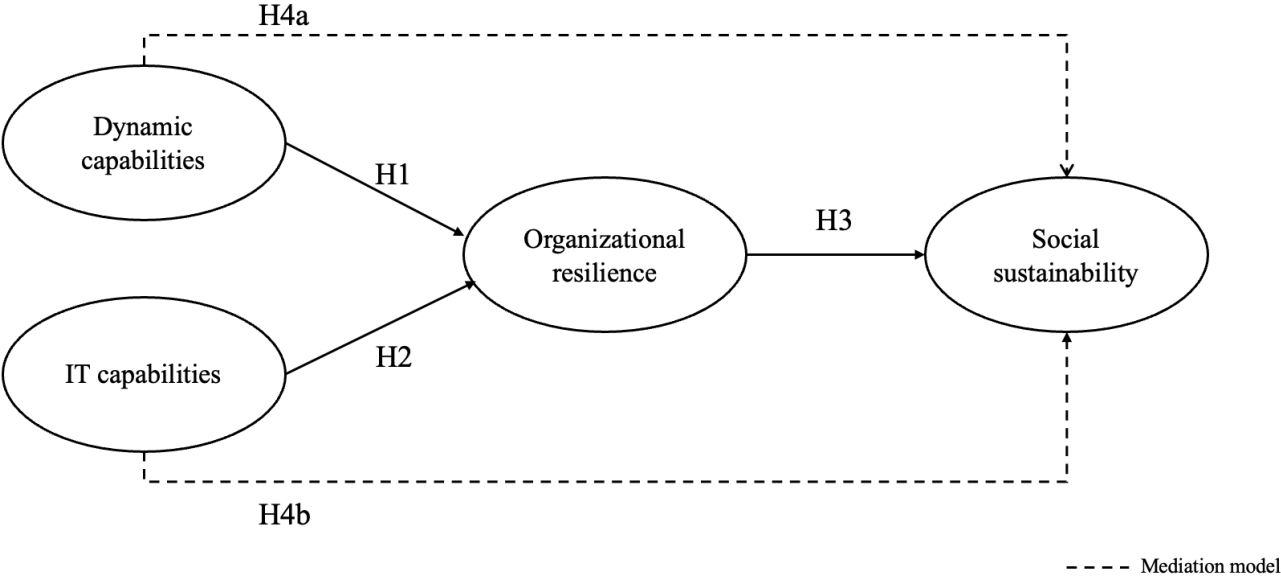 H4a
Dynamic
capabilities
H1
Organizational
resilience
H3
Social
sustainability
IT capabilities
H2
H4b
Mediation model